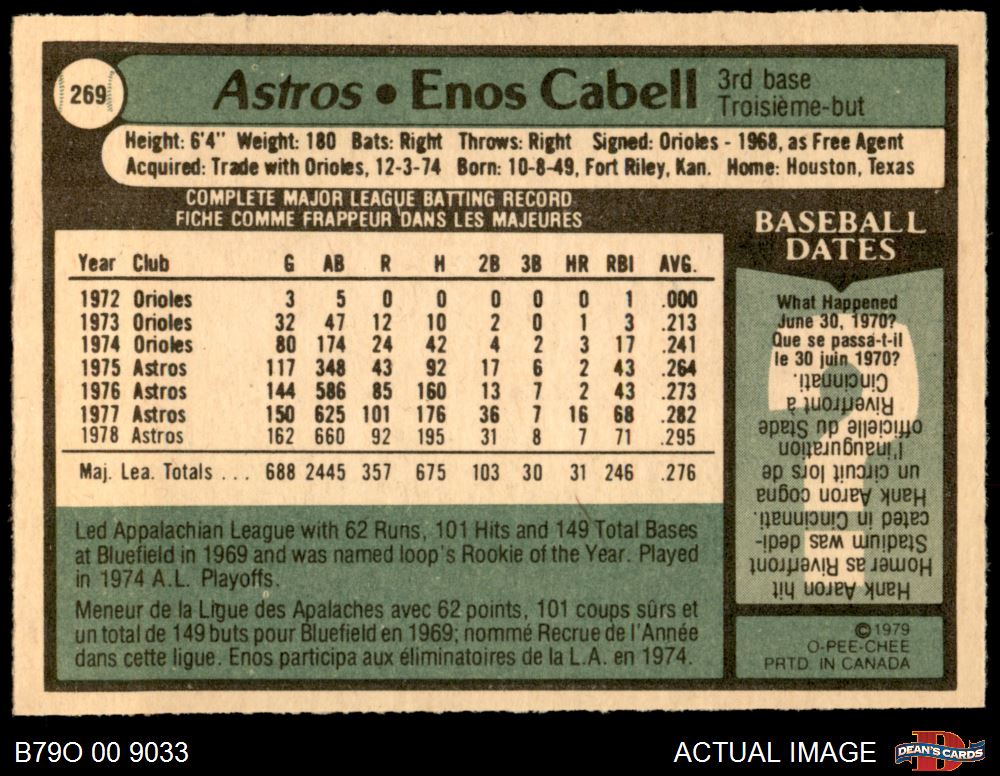 269
Astros • Enos Cabell
3rd base
Troisième-but
Height: 6'4" Weight: 180 Bats: Right Throws: Right Signed: Orioles - 1968, as Free Agent
Acquired: Trade with Orioles, 12-3-74 Born: 10-8-49, Fort Riley, Kan. Home: Houston, Texas
COMPLETE MAJOR LEAGUE BATTING RECORD
FICHE COMME FRAPPEUR DANS LES MAJEURES
Year Club G AB R H 2B 3B HR RBI AVG.
1972 Orioles 3 5 0 0 0 0 0 1 .000
1973 Orioles 32 47 12 10 2 0 1 3 .213
1974 Orioles 80 174 24 42 4 2 3 17 .241
1975 Astros 117 348 43 92 17 6 2 43 .264
1976 Astros 144 586 85 160 13 7 2 43 .273
1977 Astros 150 625 101 176 36 7 16 68 .282
1978 Astros 162 660 92 195 31 8 7 71 .295
Maj. Lea. Totals . . . 688 2445 357 675 103 30 31 246 .276
Led Appalachian League with 62 Runs, 101 Hits and 149 Total Bases
at Bluefield in 1969 and was named loop's Rookie of the Year. Played
in 1974 A.L. Playoffs.
Meneur de la Ligue des Apalaches avec 62 points, 101 coups sûrs et
un total de 149 buts pour Bluefield en 1969; nommé Recrue de l'Année
dans cette ligue. Enos participa aux éliminatoires de la L.A. en 1974.
BASEBALL
DATES
What Happened
June 30, 1970?
Que se passa-t-il
le 30 juin 1970?
Hank Aaron hit
Homer as Riverfront
Stadium was dedi-
cated in Cincinnati.
Hank Aaron cogna
un circuit lors de
l'inauguration
officielle du Stade
Riverfront à
Cincinnati.
©1979
O-PEE-CHEE
PRTD. IN CANADA
B79O 00 9033
ACTUAL IMAGE
DEAN'S CARDS